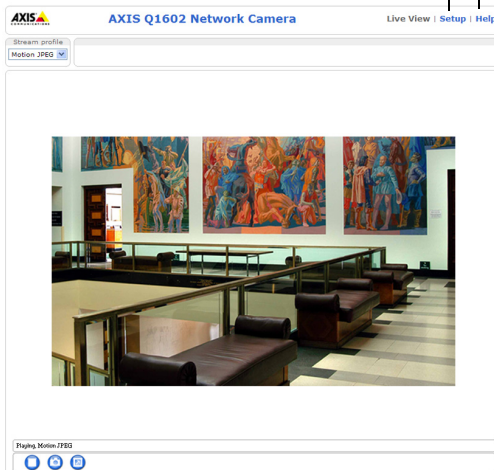 AXIS
COMMUNICATIONS
AXIS Q1602 Network Camera
Live View | Setup | Help
Stream profile
Motion JPEG
Playing, Motion JPEG